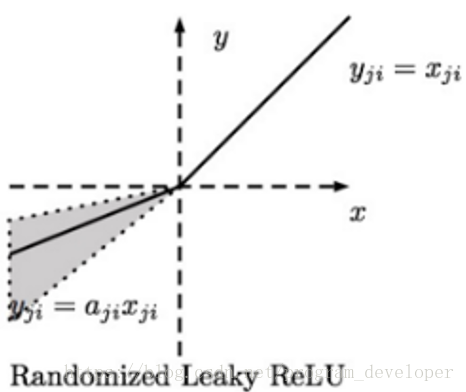 y
y_{ji} = x_{ji}
x
y_{ji} = a_{ji}x_{ji}
Randomized Leaky ReLU